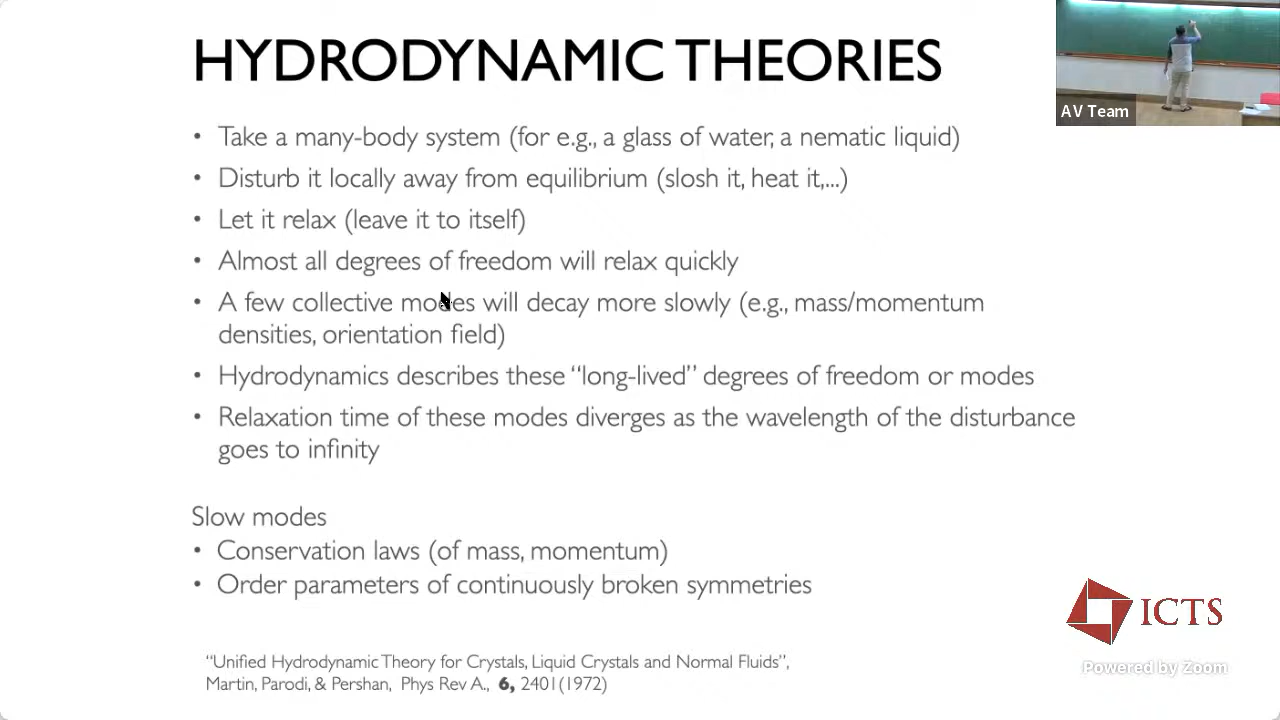 HYDRODYNAMIC THEORIES
AV Team
• Take a many-body system (for e.g., a glass of water, a nematic liquid)
• Disturb it locally away from equilibrium (slosh it, heat it,...)
• Let it relax (leave it to itself)
• Almost all degrees of freedom will relax quickly
• A few collective modes will decay more slowly (e.g., mass/momentum
densities, orientation field)
• Hydrodynamics describes these “long-lived” degrees of freedom or modes
• Relaxation time of these modes diverges as the wavelength of the disturbance
goes to infinity
Slow modes
• Conservation laws (of mass, momentum)
• Order parameters of continuously broken symmetries
ICTS
Powered by Zoom
“Unified Hydrodynamic Theory for Crystals, Liquid Crystals and Normal Fluids”,
Martin, Parodi, & Pershan, Phys Rev A., 6, 2401(1972)